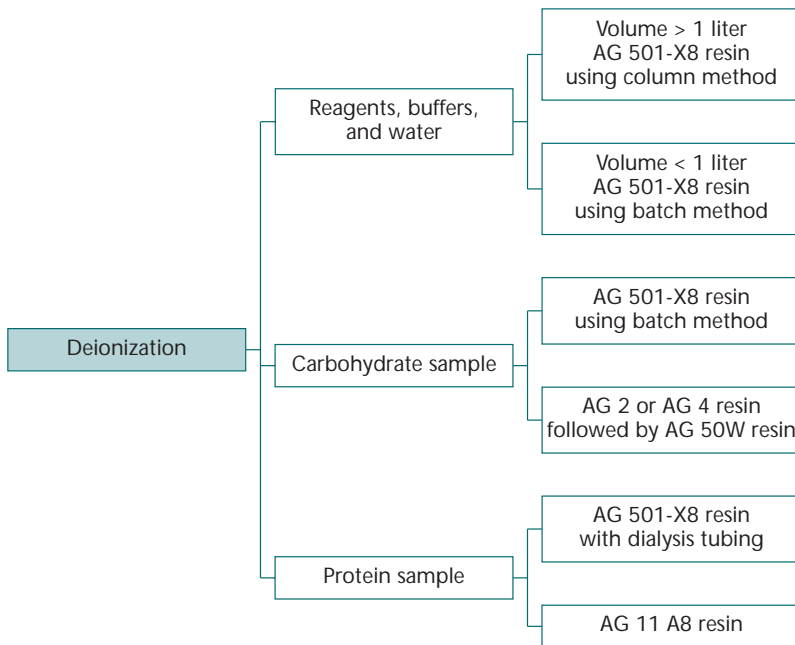 Volume > 1 liter
AG 501-X8 resin
using column method
Reagents, buffers,
and water
Volume < 1 liter
AG 501-X8 resin
using batch method
AG 501-X8 resin
using batch method
Deionization
Carbohydrate sample
AG 2 or AG 4 resin
followed by AG 50W resin
AG 501-X8 resin
with dialysis tubing
Protein sample
AG 11 A8 resin